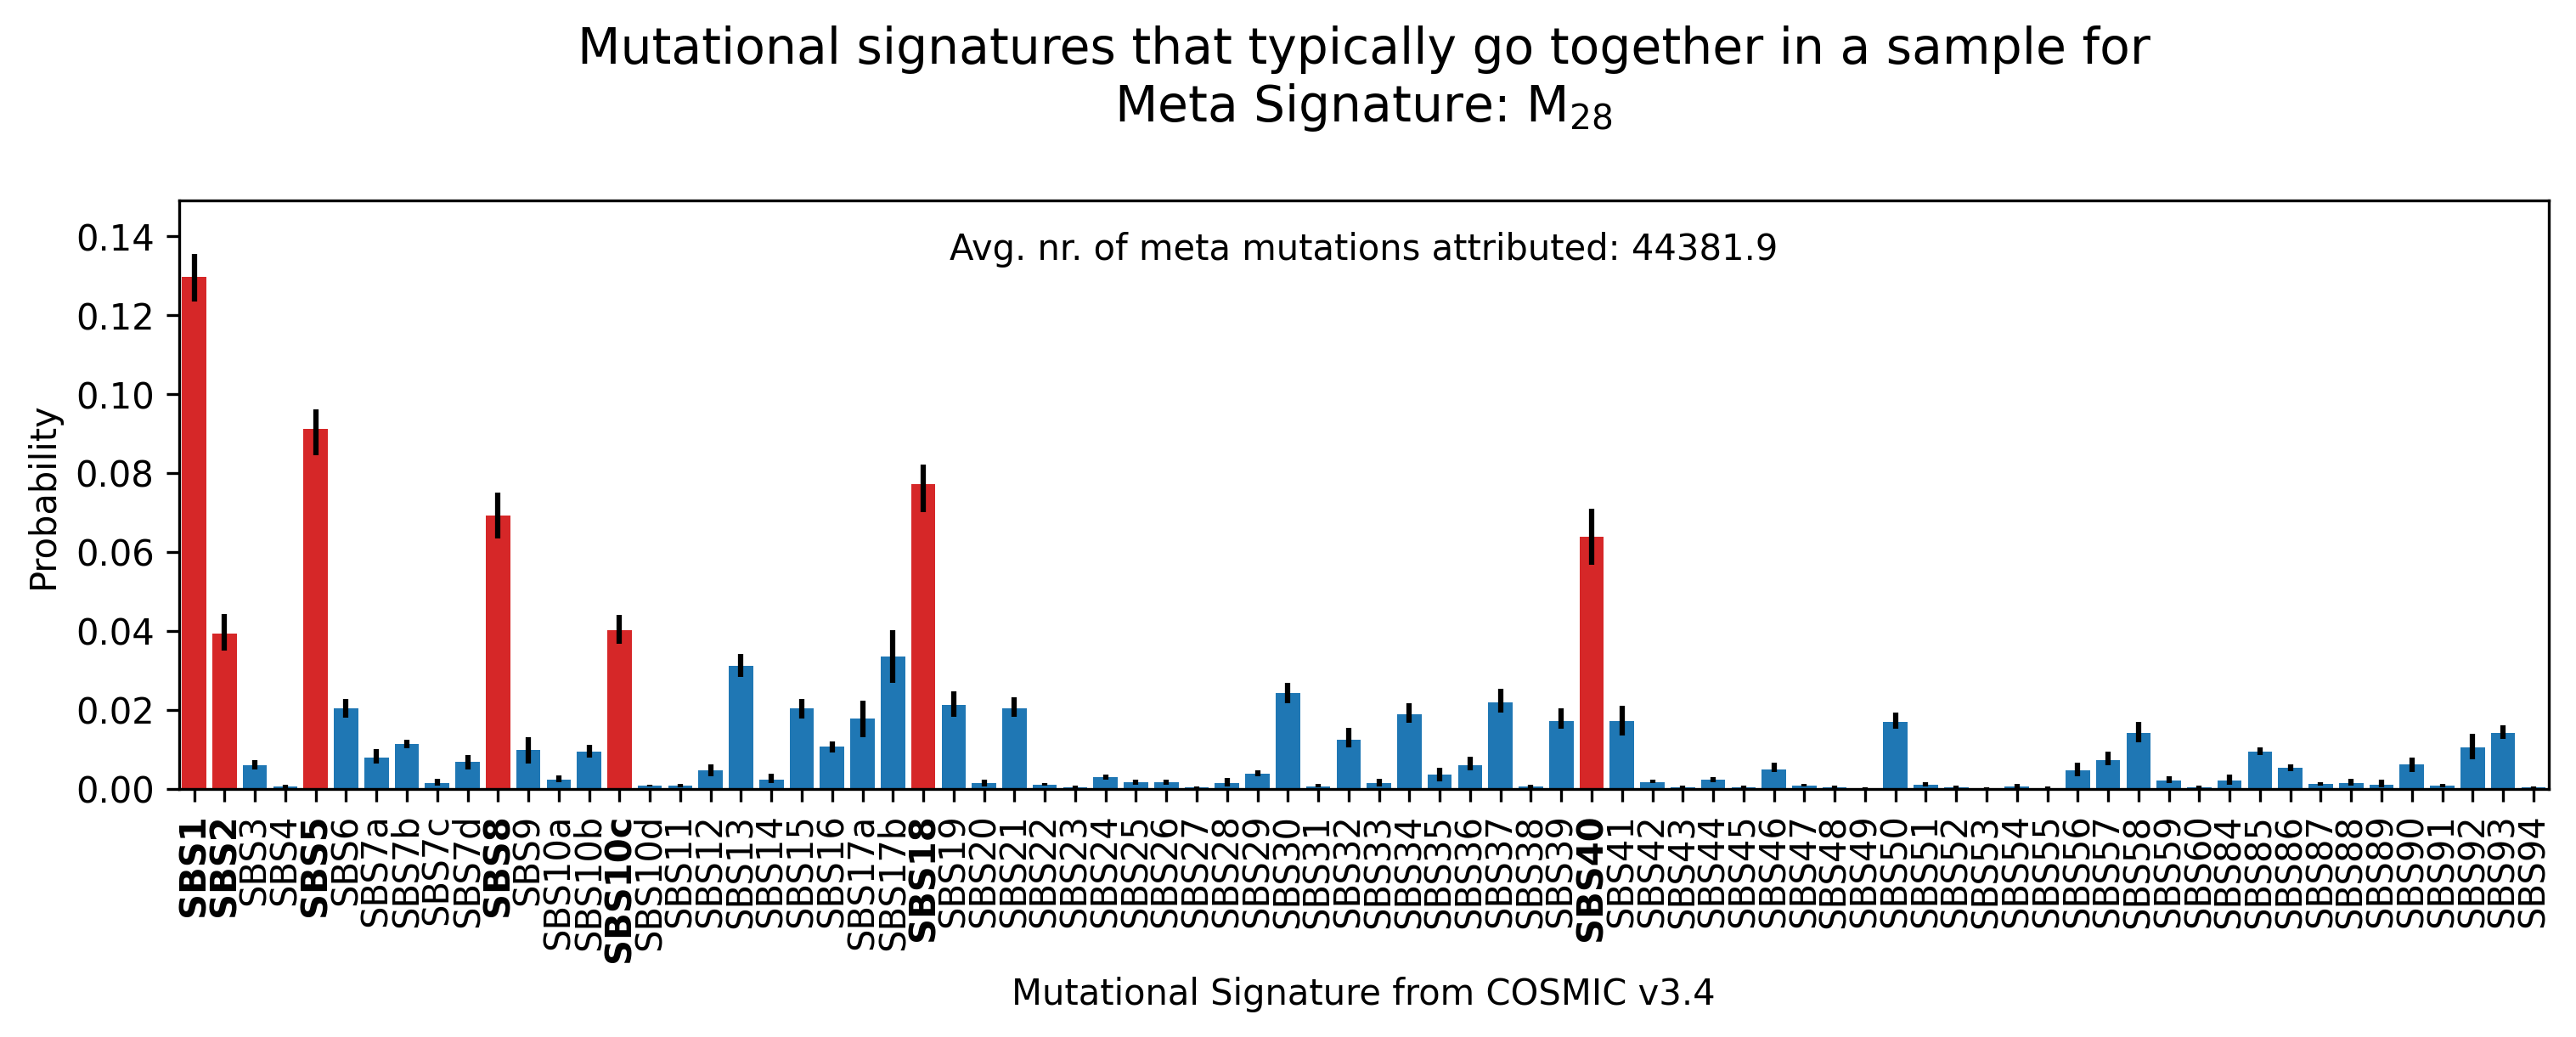 Mutational signatures that typically go together in a sample for
Meta Signature: M₂₈
Avg. nr. of meta mutations attributed: 44381.9
Probability
0.14
0.12
0.10
0.08
0.06
0.04
0.02
0.00
SBS1
SBS2
SBS3
SBS4
SBS5
SBS6
SBS7a
SBS7b
SBS7c
SBS7d
SBS8
SBS9
SBS10a
SBS10b
SBS10c
SBS10d
SBS11
SBS12
SBS13
SBS14
SBS15
SBS16
SBS17a
SBS17b
SBS18
SBS19
SBS20
SBS21
SBS22
SBS23
SBS24
SBS25
SBS26
SBS27
SBS28
SBS29
SBS30
SBS31
SBS32
SBS33
SBS34
SBS35
SBS36
SBS37
SBS38
SBS39
SBS40
SBS41
SBS42
SBS43
SBS44
SBS45
SBS46
SBS47
SBS48
SBS49
SBS50
SBS51
SBS52
SBS53
SBS54
SBS55
SBS56
SBS57
SBS58
SBS59
SBS60
SBS84
SBS85
SBS86
SBS87
SBS88
SBS89
SBS90
SBS91
SBS92
SBS93
SBS94
Mutational Signature from COSMIC v3.4